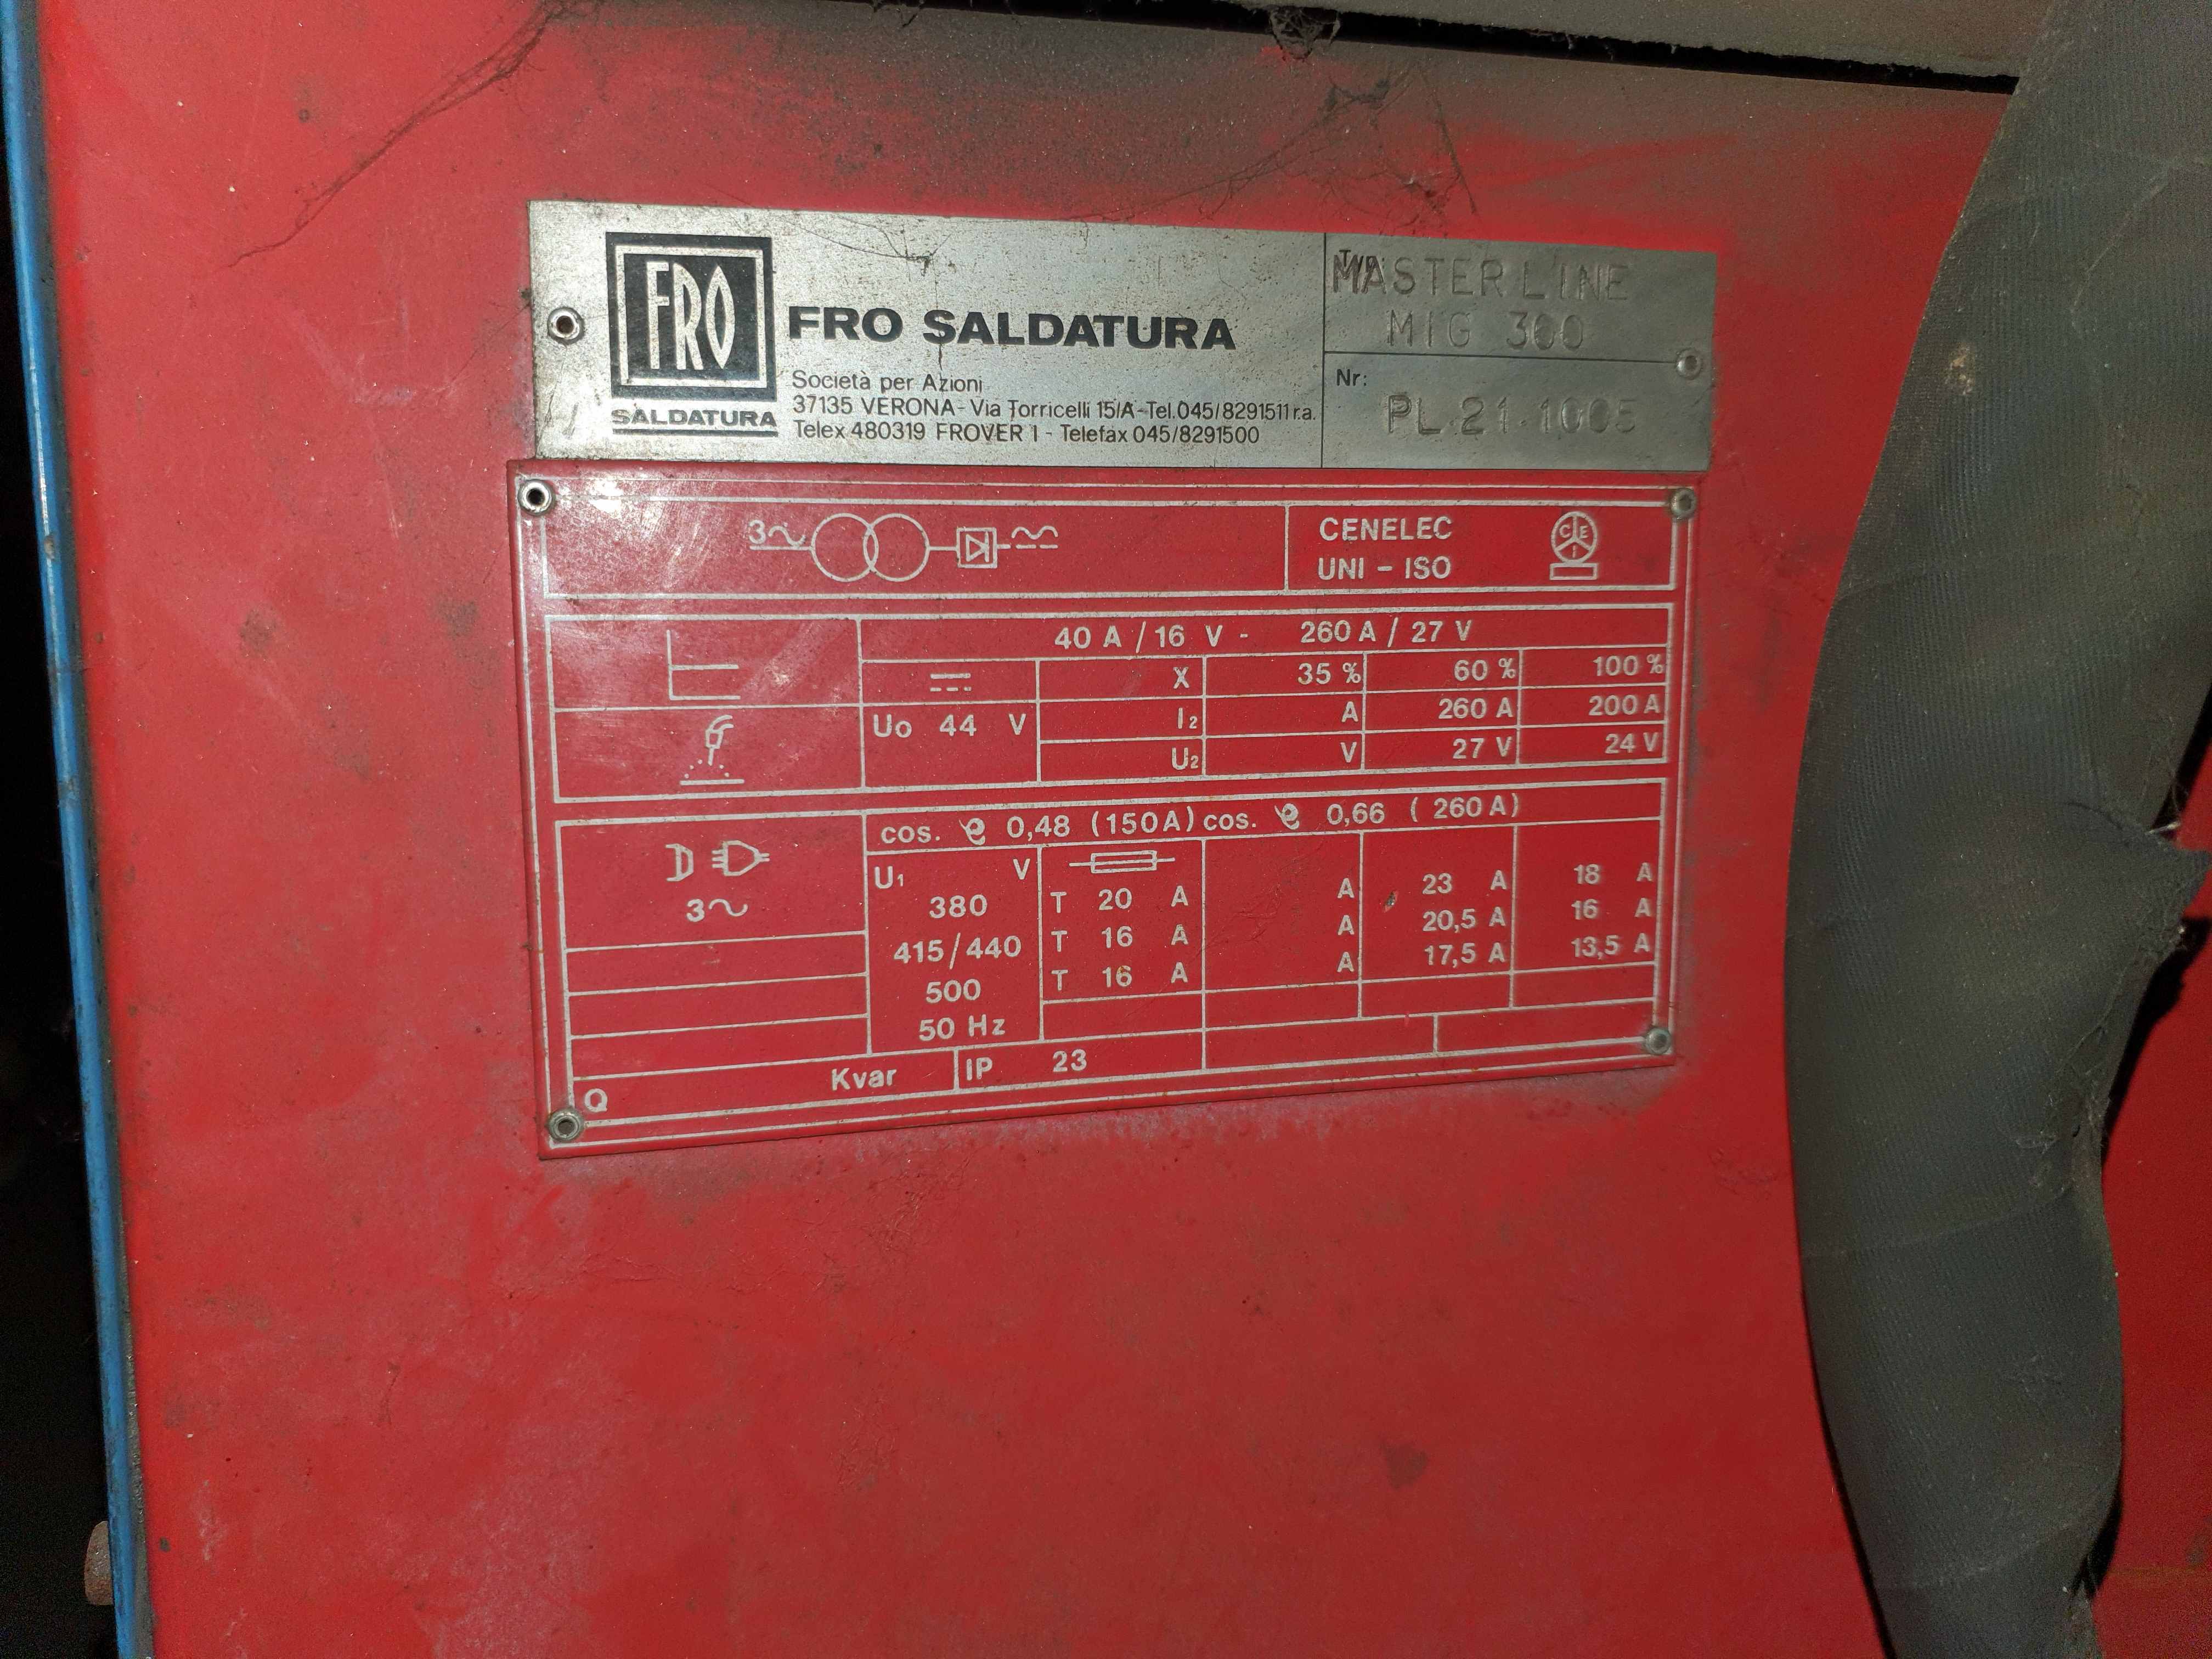 FRO
SALDATURA
FRO SALDATURA
Società per Azioni
37135 VERONA - Via Torricelli 15/A - Tel. 045/8291511 r.a.
Telex 480319 FROVER I - Telefax 045/8291500
MASTER LINE
MIG 300
Nr:
PL.21.1005
3~
CENELEC
UNI - ISO
CEI
40 A / 16 V - 260 A / 27 V
X 35 % 60 % 100 %
Uo 44 V
I2 A 260 A 200 A
U2 V 27 V 24 V
cos. φ 0,48 (150A) cos. φ 0,66 ( 260 A)
3~
U1 V
380 T 20 A A 23 A 18 A
415/440 T 16 A A 20,5 A 16 A
500 T 16 A A 17,5 A 13,5 A
50 Hz
Q Kvar IP 23